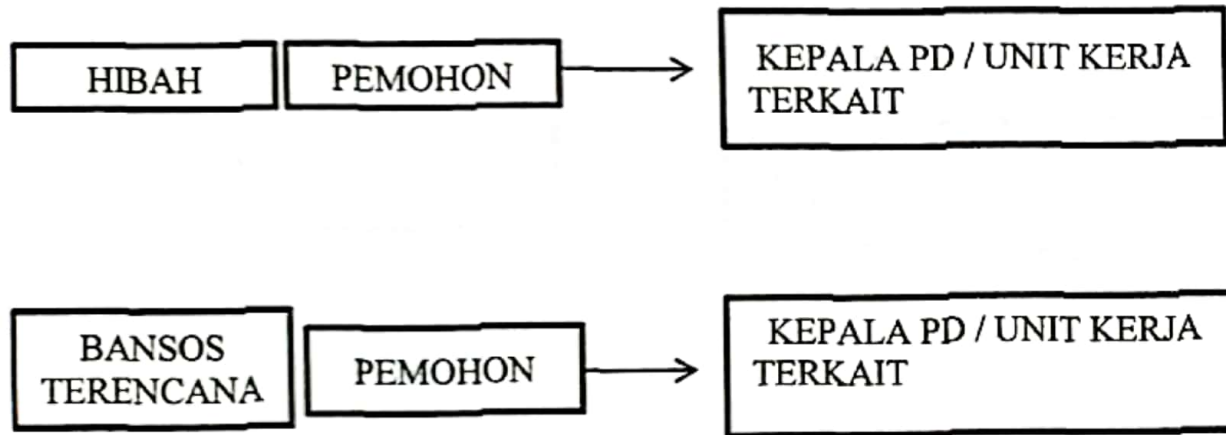 HIBAH
PEMOHON
KEPALA PD / UNIT KERJA
TERKAIT
BANSOS
TERENCANA
PEMOHON
KEPALA PD / UNIT KERJA
TERKAIT